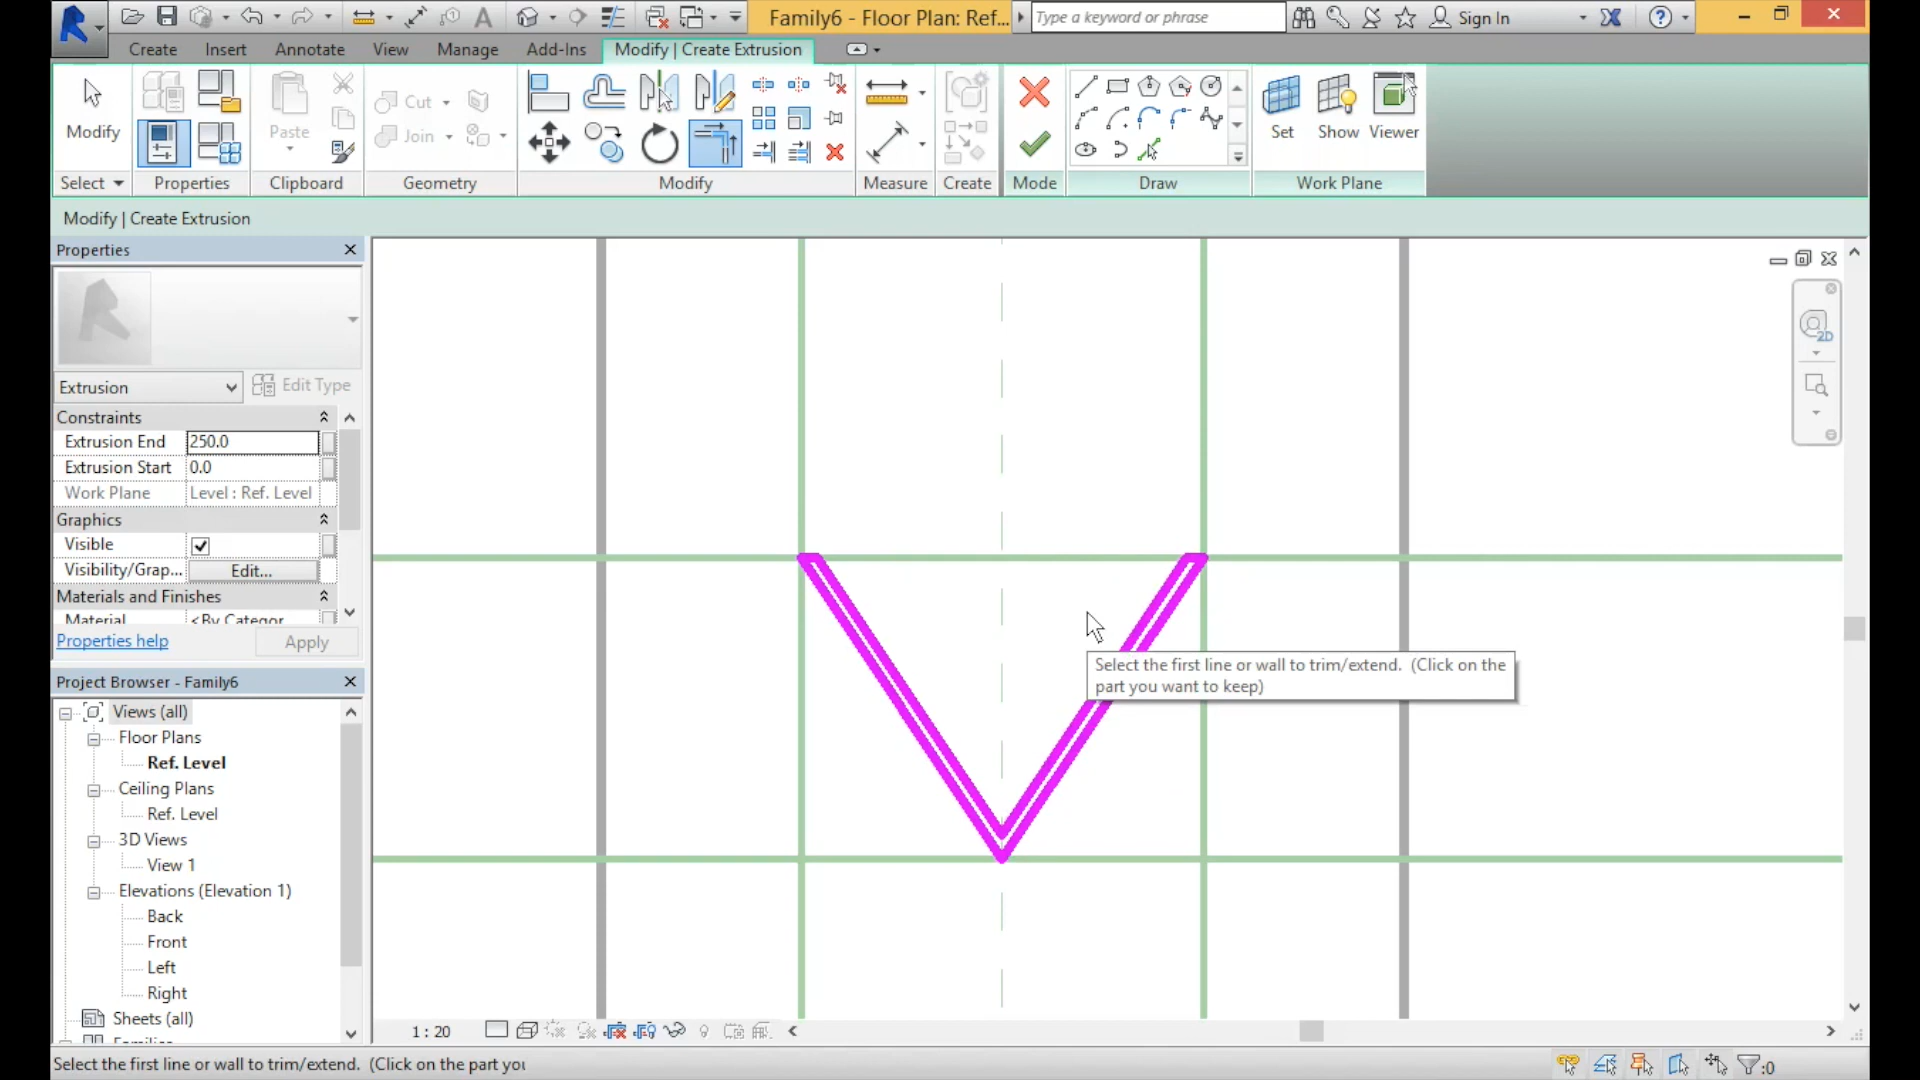 Family6 - Floor Plan: Ref...
Type a keyword or phrase
Sign In
Create
Insert
Annotate
View
Manage
Add-Ins
Modify | Create Extrusion
Modify
Paste
Cut
Join
Set
Show
Viewer
Select
Properties
Clipboard
Geometry
Modify
Measure
Create
Mode
Draw
Work Plane
Modify | Create Extrusion
Properties
Extrusion
Edit Type
Constraints
Extrusion End 250.0
Extrusion Start 0.0
Work Plane Level : Ref. Level
Graphics
Visible
Visibility/Grap... Edit...
Materials and Finishes
Material <By Categor
Properties help
Apply
Project Browser - Family6
Views (all)
Floor Plans
Ref. Level
Ceiling Plans
Ref. Level
3D Views
View 1
Elevations (Elevation 1)
Back
Front
Left
Right
Sheets (all)
Families
2D
Select the first line or wall to trim/extend. (Click on the
part you want to keep)
1 : 20
Select the first line or wall to trim/extend. (Click on the part you
:0